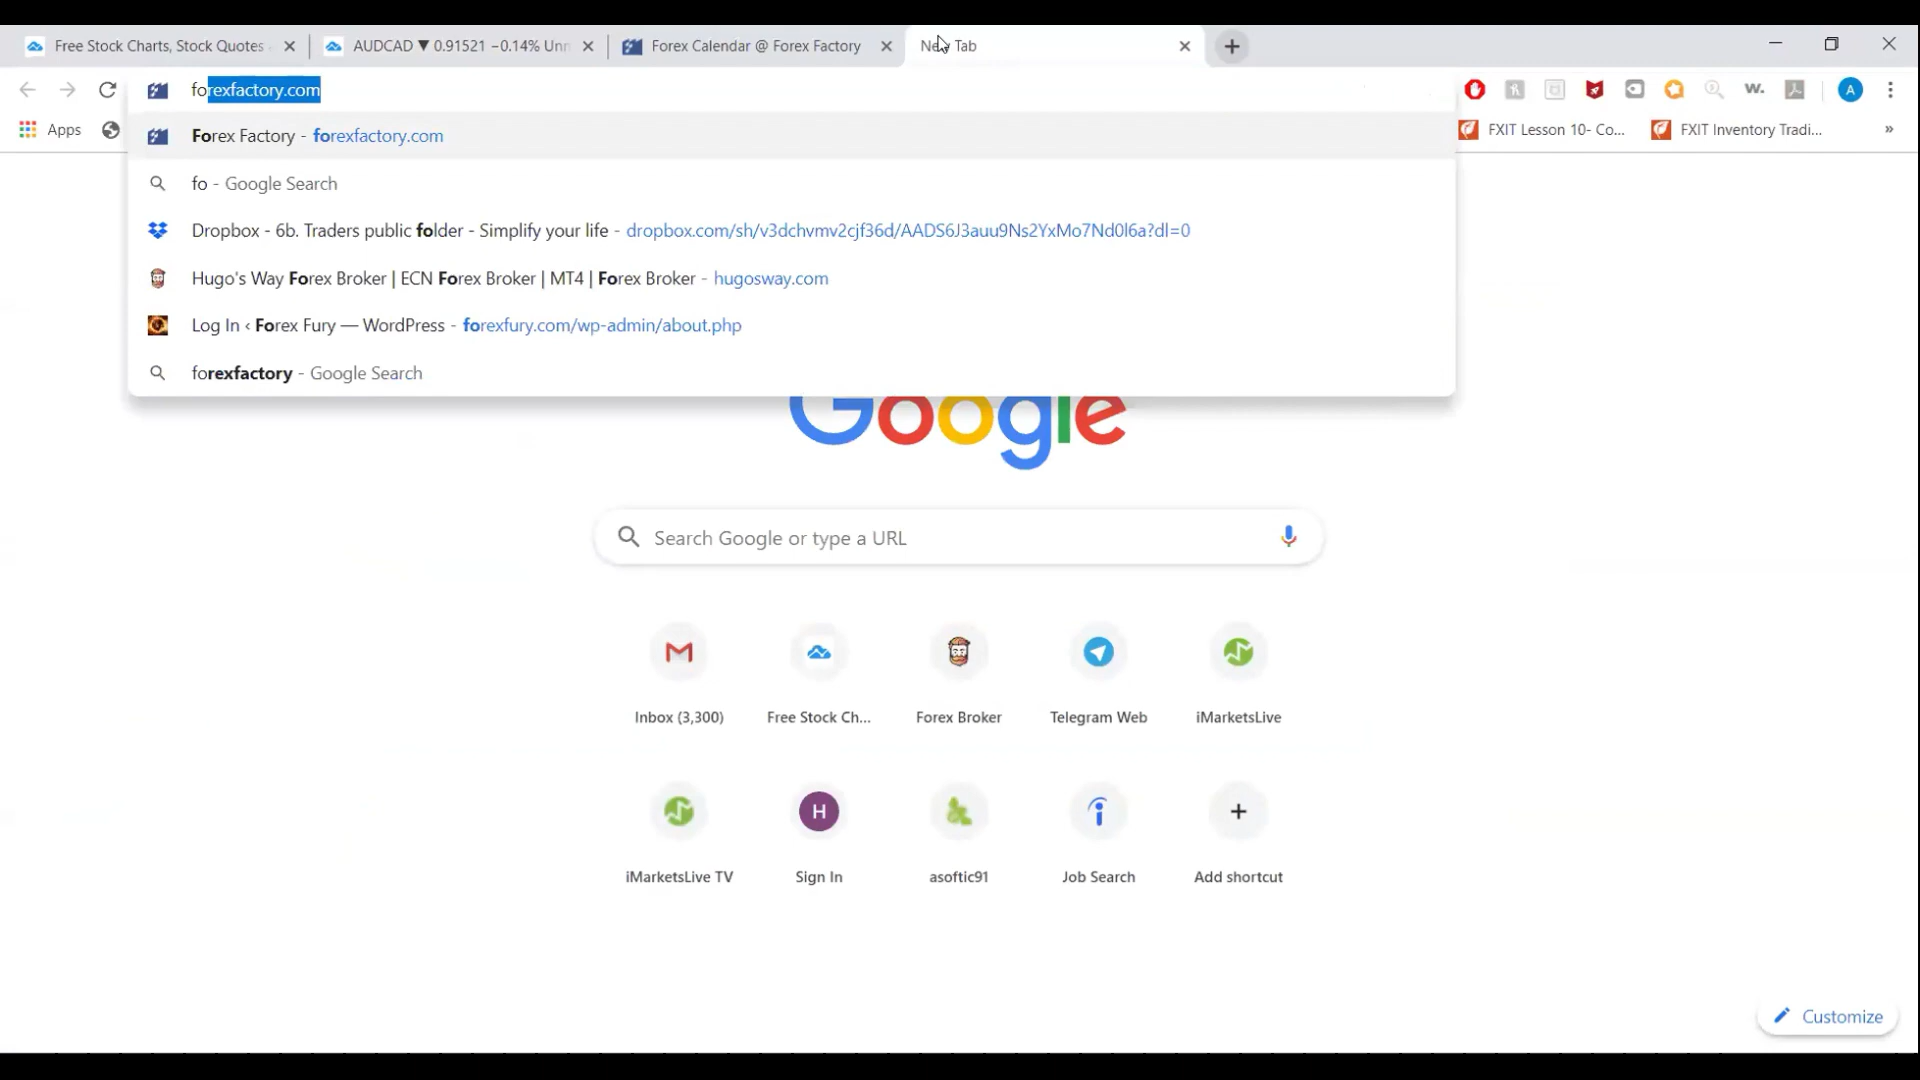 Free Stock Charts, Stock Quotes
AUDCAD ▼ 0.91521 −0.14% Unn
Forex Calendar @ Forex Factory
New Tab
forexfactory.com
Apps
FXIT Lesson 10- Co...
FXIT Inventory Tradi...
»
Forex Factory - forexfactory.com
fo - Google Search
Dropbox - 6b. Traders public folder - Simplify your life - dropbox.com/sh/v3dchvmv2cjf36d/AADS6J3auu9Ns2YxMo7Nd0l6a?dl=0
Hugo's Way Forex Broker | ECN Forex Broker | MT4 | Forex Broker - hugosway.com
Log In ‹ Forex Fury — WordPress - forexfury.com/wp-admin/about.php
forexfactory - Google Search
Google
Search Google or type a URL
Inbox (3,300)
Free Stock Ch...
Forex Broker
Telegram Web
iMarketsLive
H
iMarketsLive TV
Sign In
asoftic91
Job Search
Add shortcut
Customize
A
W.